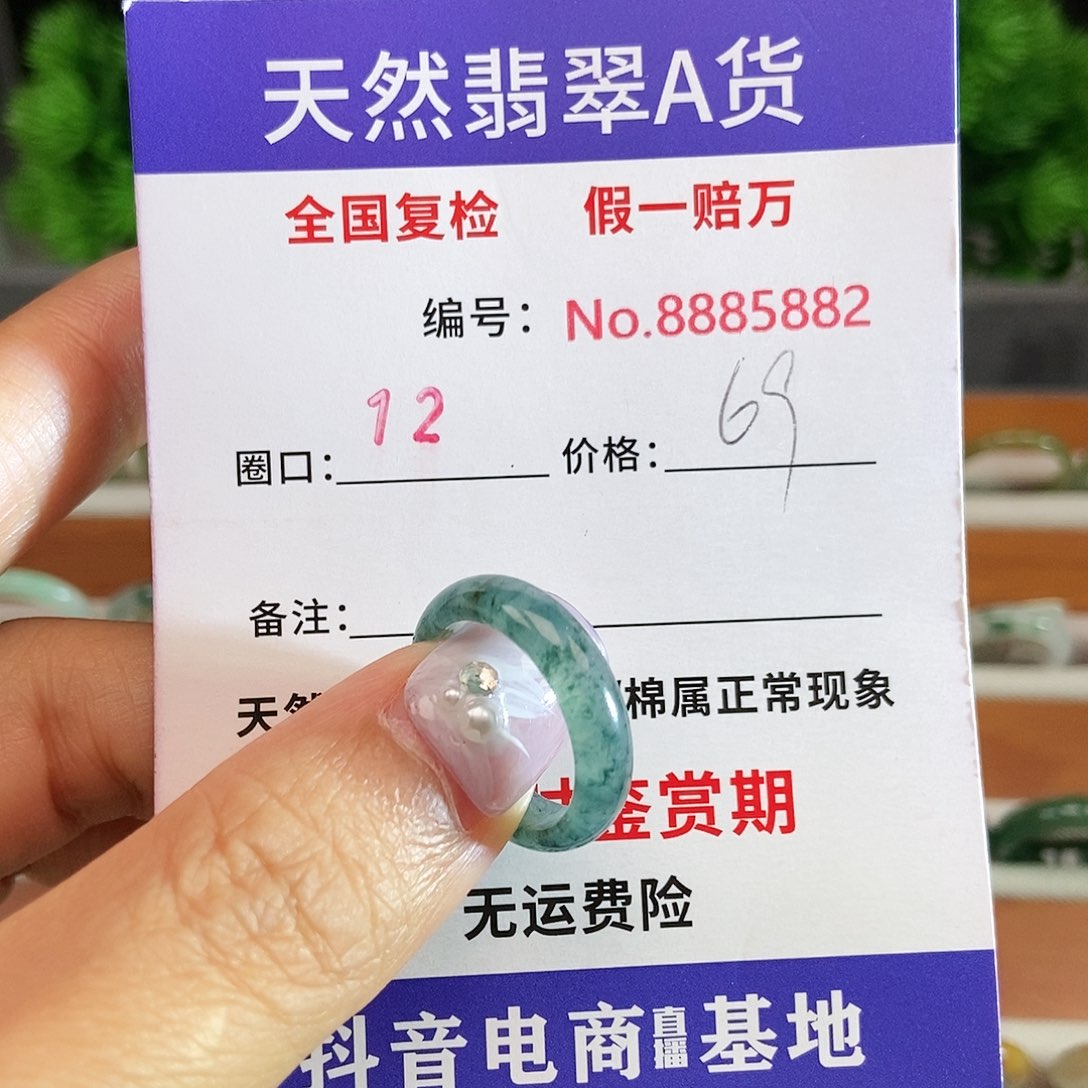 天然翡翠A货
全国复检 假一赔万
编号: No.8885882
圈口: 12 价格: 69
备注:
天然 棉属正常现象
鉴赏期
无运费险
抖音电商直播基地